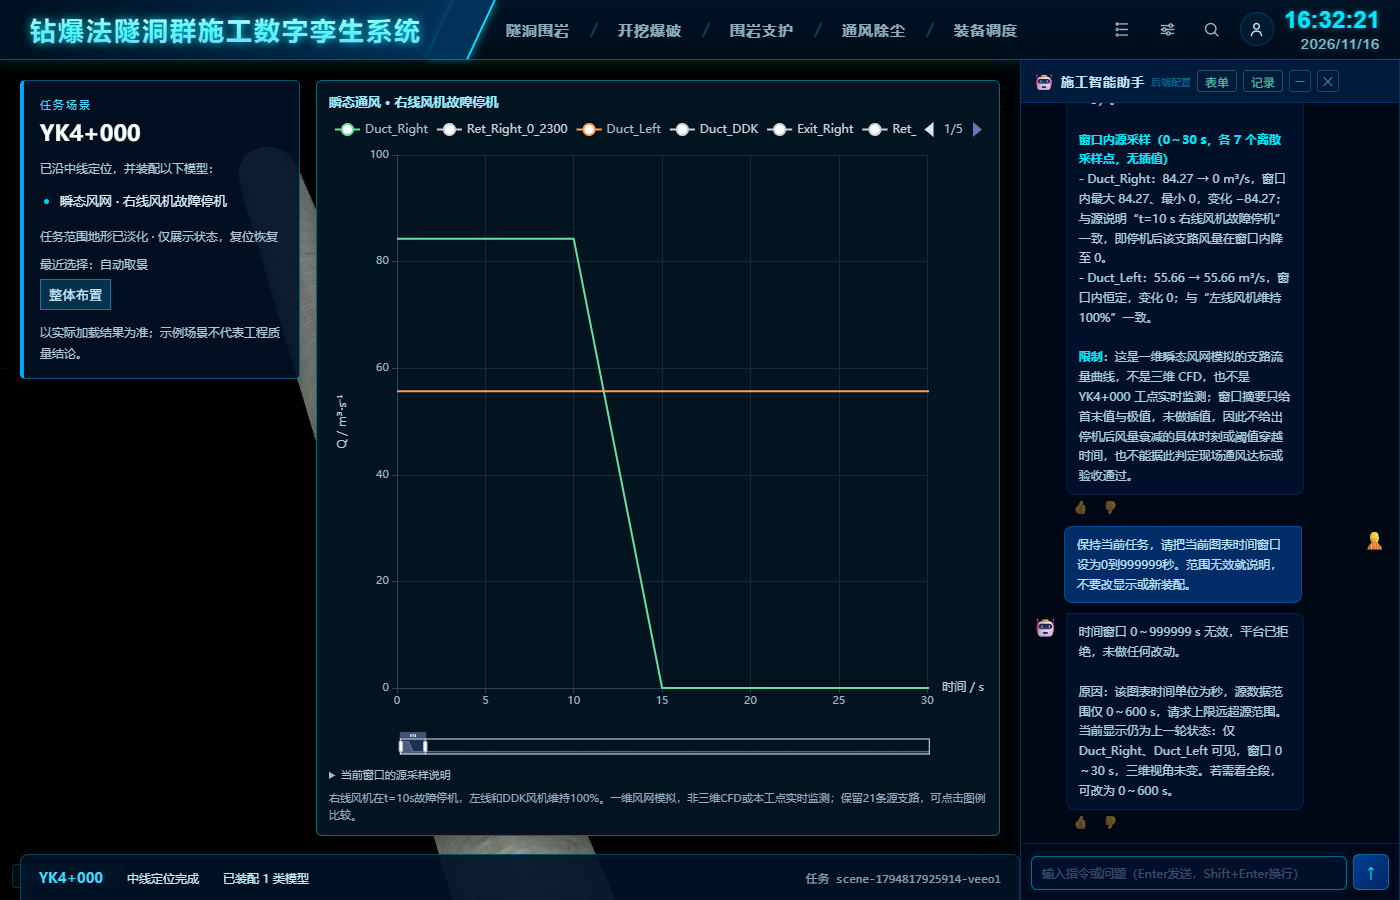 钻爆法隧洞群施工数字孪生系统
隧洞围岩 / 开挖爆破 / 围岩支护 / 通风除尘 / 装备调度
16:32:21
2026/11/16
任务场景
YK4+000
已沿中线定位，并装配以下模型：
• 瞬态风网 · 右线风机故障停机
任务范围地形已淡化 · 仅展示状态，复位恢复
最近选择：自动取景
整体布置
以实际加载结果为准；示例场景不代表工程质
量结论。
瞬态通风 • 右线风机故障停机
Duct_Right Ret_Right_0_2300 Duct_Left Duct_DDK Exit_Right Ret_ 1/5
100
80
60
40
20
0
Q / m³·s⁻¹
0 5 10 15 20 25 30
时间 / s
▶ 当前窗口的源采样说明
右线风机在t=10s故障停机，左线和DDK风机维持100%。一维风网模拟，非三维CFD或本工点实时监测；保留21条源支路，可点击图例
比较。
YK4+000 中线定位完成 已装配 1 类模型
任务 scene-1794817925914-veeo1
施工智能助手 后端配置 表单 记录
窗口内源采样（0～30 s，各 7 个离散
采样点，无插值）
- Duct_Right：84.27 → 0 m³/s，窗口
内最大 84.27、最小 0，变化 −84.27；
与源说明“t=10 s 右线风机故障停机”
一致，即停机后该支路风量在窗口内降
至 0。
- Duct_Left：55.66 → 55.66 m³/s，窗
口内恒定，变化 0；与“左线风机维持
100%”一致。
限制：这是一维瞬态风网模拟的支路流
量曲线，不是三维 CFD，也不是
YK4+000 工点实时监测；窗口摘要只给
首末值与极值，未做插值，因此不给出
停机后风量衰减的具体时刻或阈值穿越
时间，也不能据此判定现场通风达标或
验收通过。
保持当前任务，请把当前图表时间窗口
设为0到999999秒。范围无效就说明，
不要改显示或新装配。
时间窗口 0～999999 s 无效，平台已拒
绝，未做任何改动。
原因：该图表时间单位为秒，源数据范
围仅 0～600 s，请求上限远超源范围。
当前显示仍为上一轮状态：仅
Duct_Right、Duct_Left 可见，窗口 0
～30 s，三维视角未变。若需看全段，
可改为 0～600 s。
输入指令或问题（Enter发送，Shift+Enter换行）